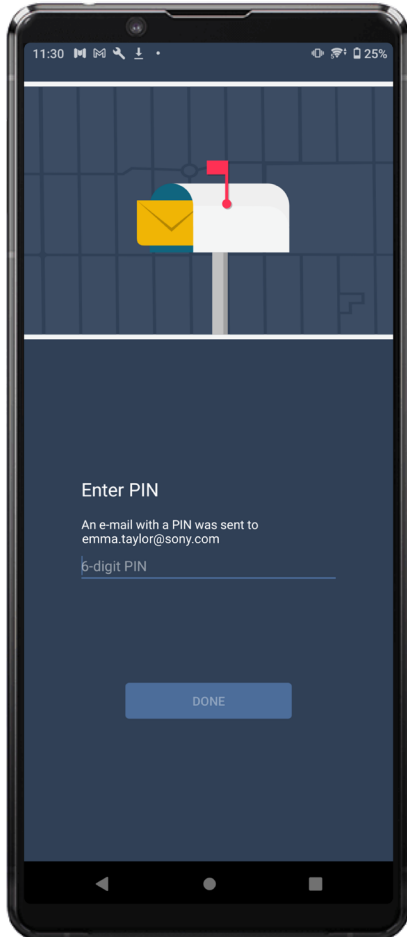 11:30
25%
Enter PIN
An e-mail with a PIN was sent to
emma.taylor@sony.com
6-digit PIN
DONE